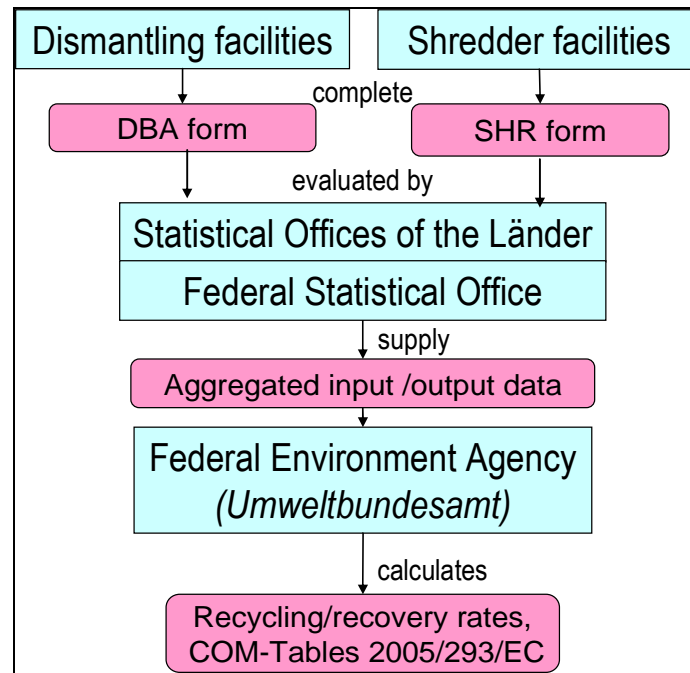 Dismantling facilities
Shredder facilities
complete
DBA form
SHR form
evaluated by
Statistical Offices of the Länder
Federal Statistical Office
supply
Aggregated input /output data
Federal Environment Agency
(Umweltbundesamt)
calculates
Recycling/recovery rates,
COM-Tables 2005/293/EC